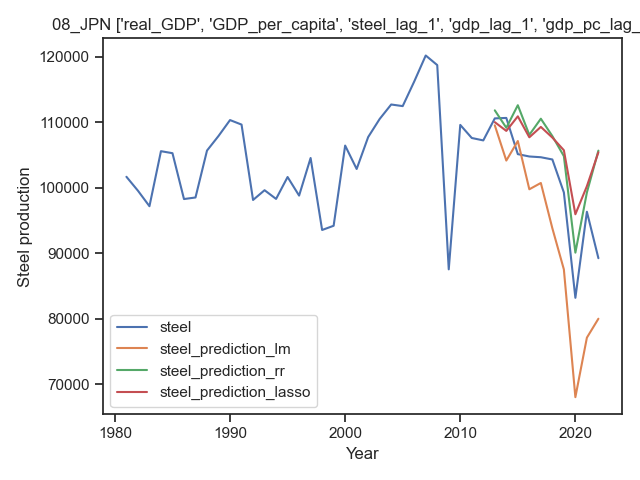 08_JPN ['real_GDP', 'GDP_per_capita', 'steel_lag_1', 'gdp_lag_1', 'gdp_pc_lag_
120000
110000
100000
90000
80000
70000
Steel production
steel
steel_prediction_lm
steel_prediction_rr
steel_prediction_lasso
1980 1990 2000 2010 2020
Year